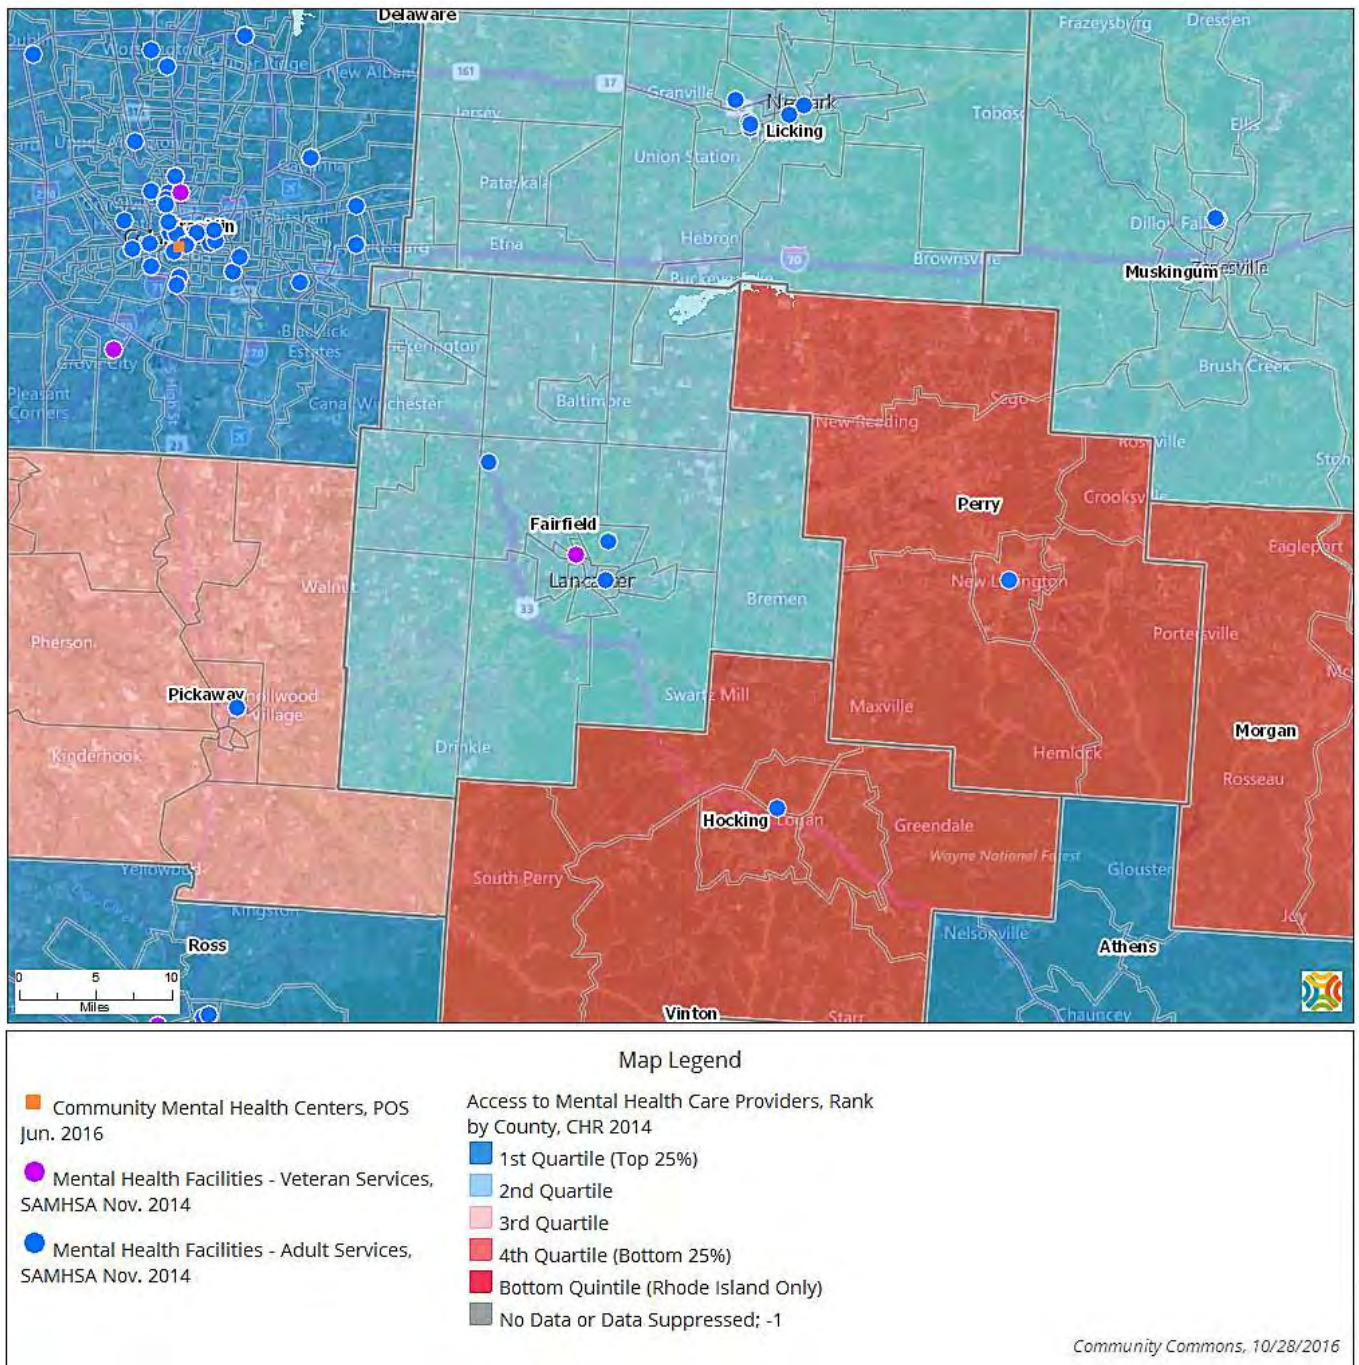 Delaware
Frazeysburg
Dresden
New Albany
161
37
Granville
Newark
Licking
Jersey
Union Station
Pataskala
Etna
Hebron
70
Brownsville
Muskingum
23
Pleasant
Corners
Grove City
Estates
270
Canal Winchester
Baltimore
Brush Creek
New Reading
Sego
Perry
Fairfield
Lancaster
New Lexington
Eagleport
Bremen
33
Walnut
Pherson
Portersville
Pickaway
Swartz Mill
Maxville
Morgan
Kinderhook
Drinkle
Hemlock
Rosseau
Hocking
Logan
Greendale
Wayne National Forest
South Perry
Glouster
Yellowbud
Kingston
Joy
Nelsonville
Ross
Athens
0 5 10
Miles
Vinton
Starr
Chauncey
Map Legend
Community Mental Health Centers, POS
Jun. 2016
Mental Health Facilities - Veteran Services,
SAMHSA Nov. 2014
Mental Health Facilities - Adult Services,
SAMHSA Nov. 2014
Access to Mental Health Care Providers, Rank
by County, CHR 2014
1st Quartile (Top 25%)
2nd Quartile
3rd Quartile
4th Quartile (Bottom 25%)
Bottom Quintile (Rhode Island Only)
No Data or Data Suppressed; -1
Community Commons, 10/28/2016